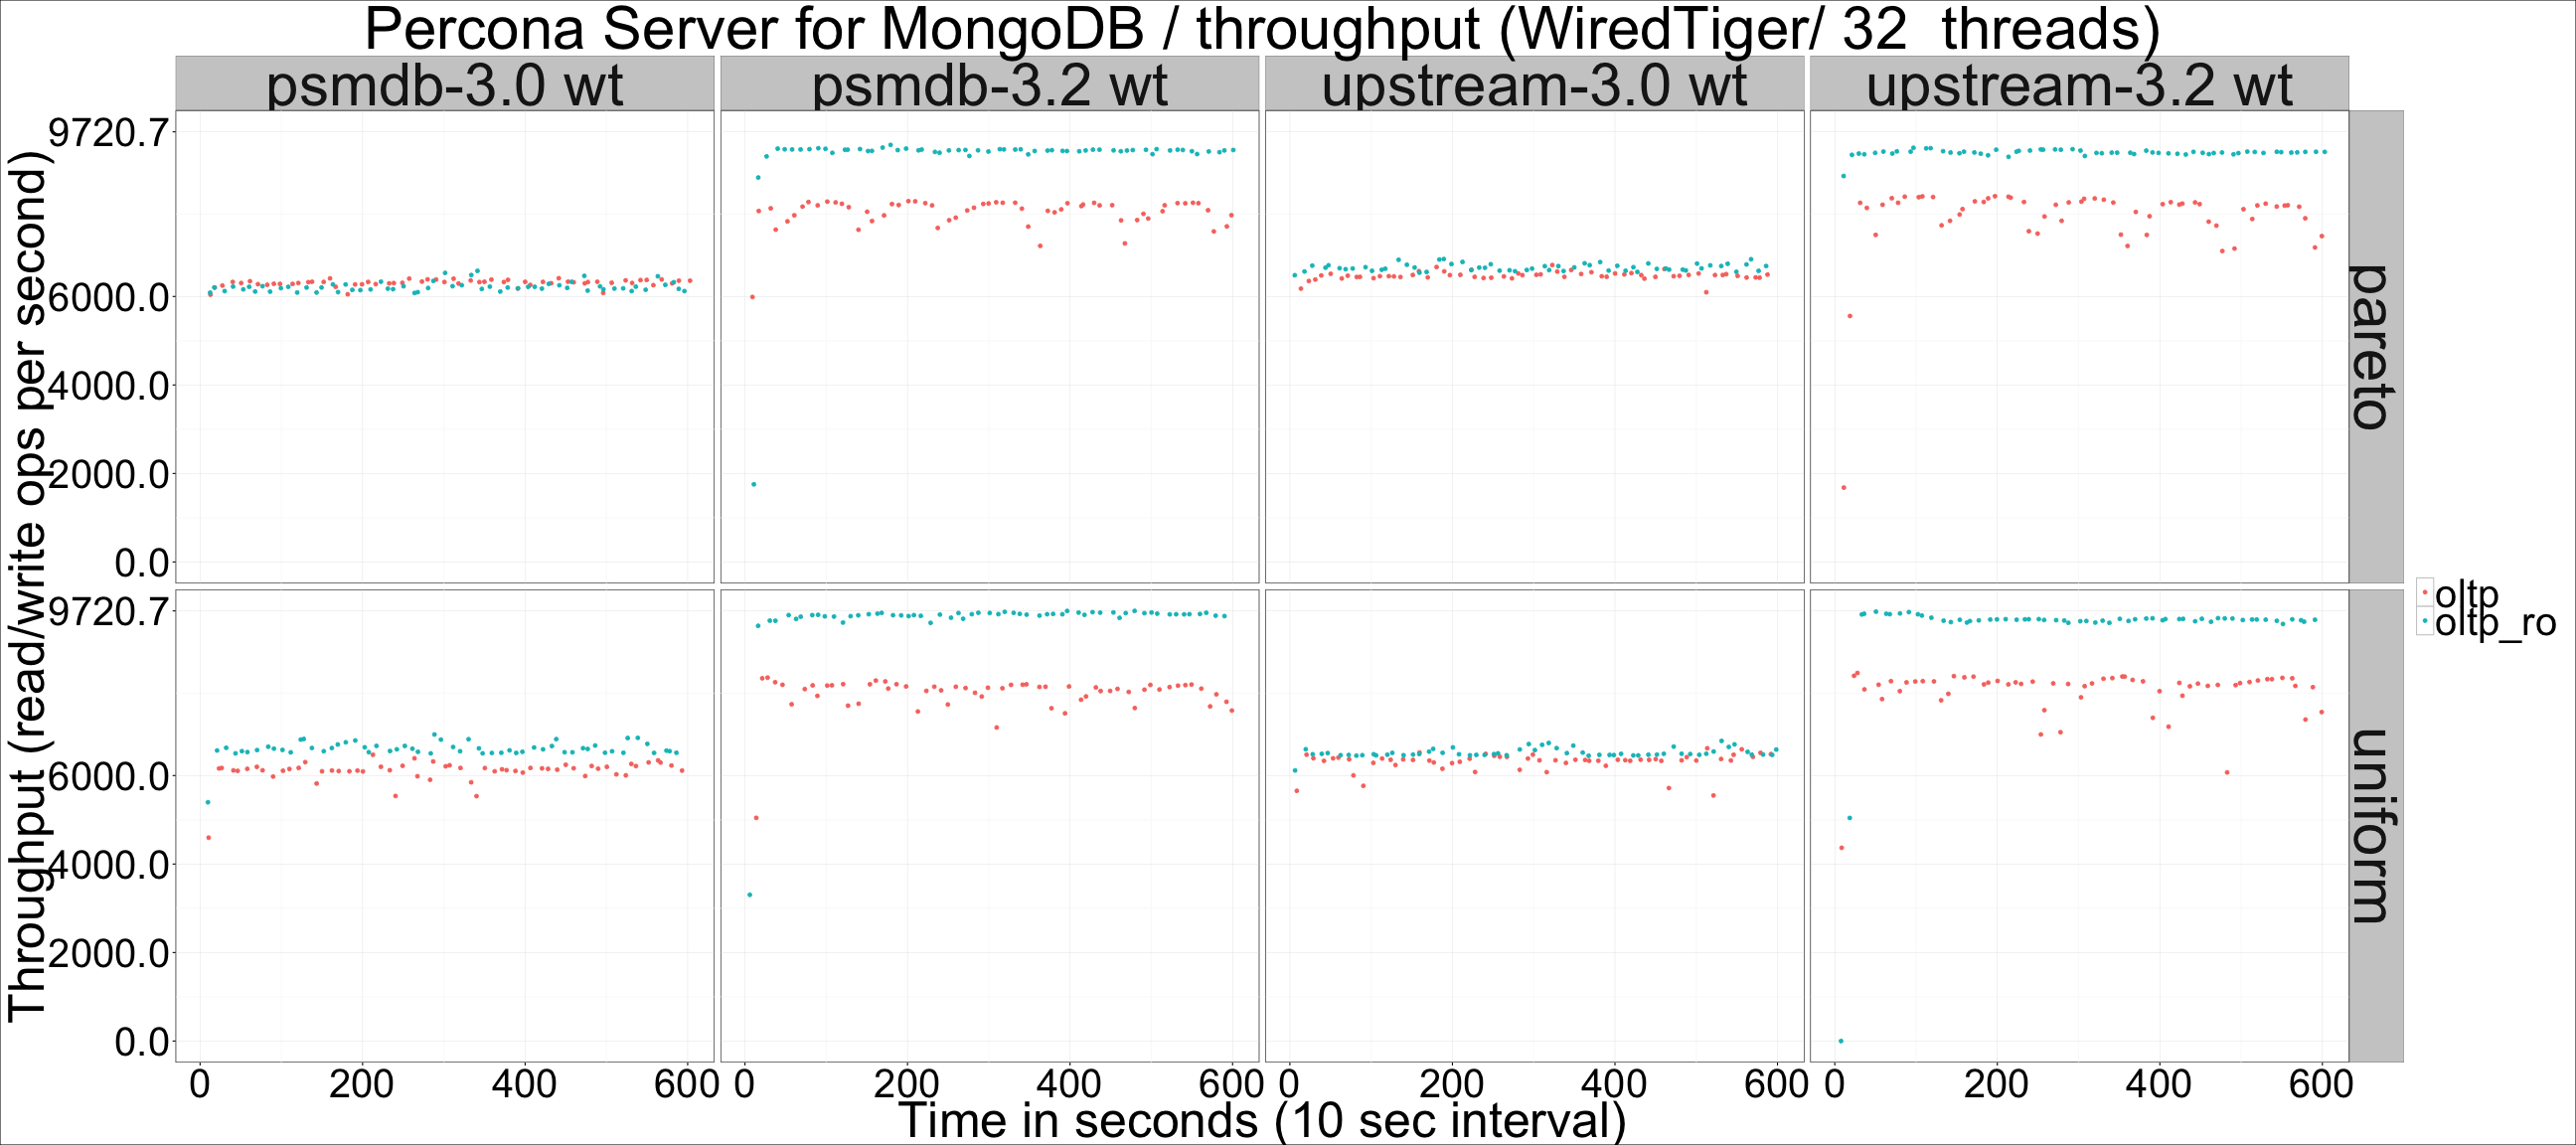 Percona Server for MongoDB / throughput (WiredTiger/ 32  threads)
psmdb-3.0 wt
psmdb-3.2 wt
upstream-3.0 wt
upstream-3.2 wt
Throughput (read/write ops per second)
9720.7
6000.0
4000.0
2000.0
0.0
pareto
9720.7
6000.0
4000.0
2000.0
0.0
uniform
oltp
oltp_ro
0 200 400 600
0 200 400 600
0 200 400 600
0 200 400 600
Time in seconds (10 sec interval)